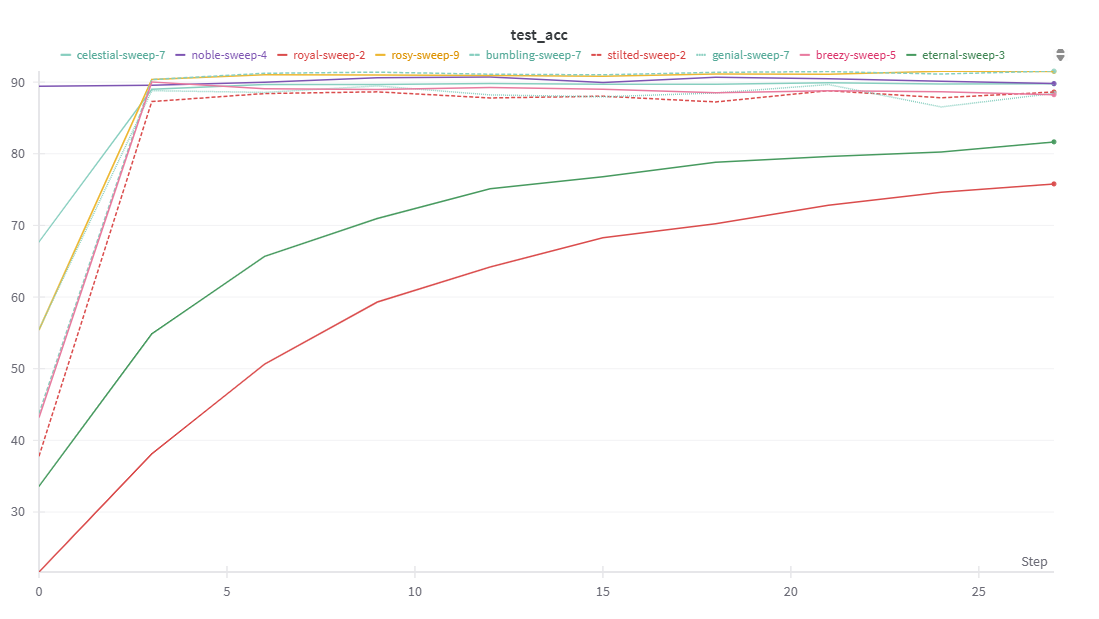 test_acc
celestial-sweep-7 noble-sweep-4 royal-sweep-2 rosy-sweep-9 bumbling-sweep-7 stilted-sweep-2 genial-sweep-7 breezy-sweep-5 eternal-sweep-3
90
80
70
60
50
40
30
Step
0 5 10 15 20 25